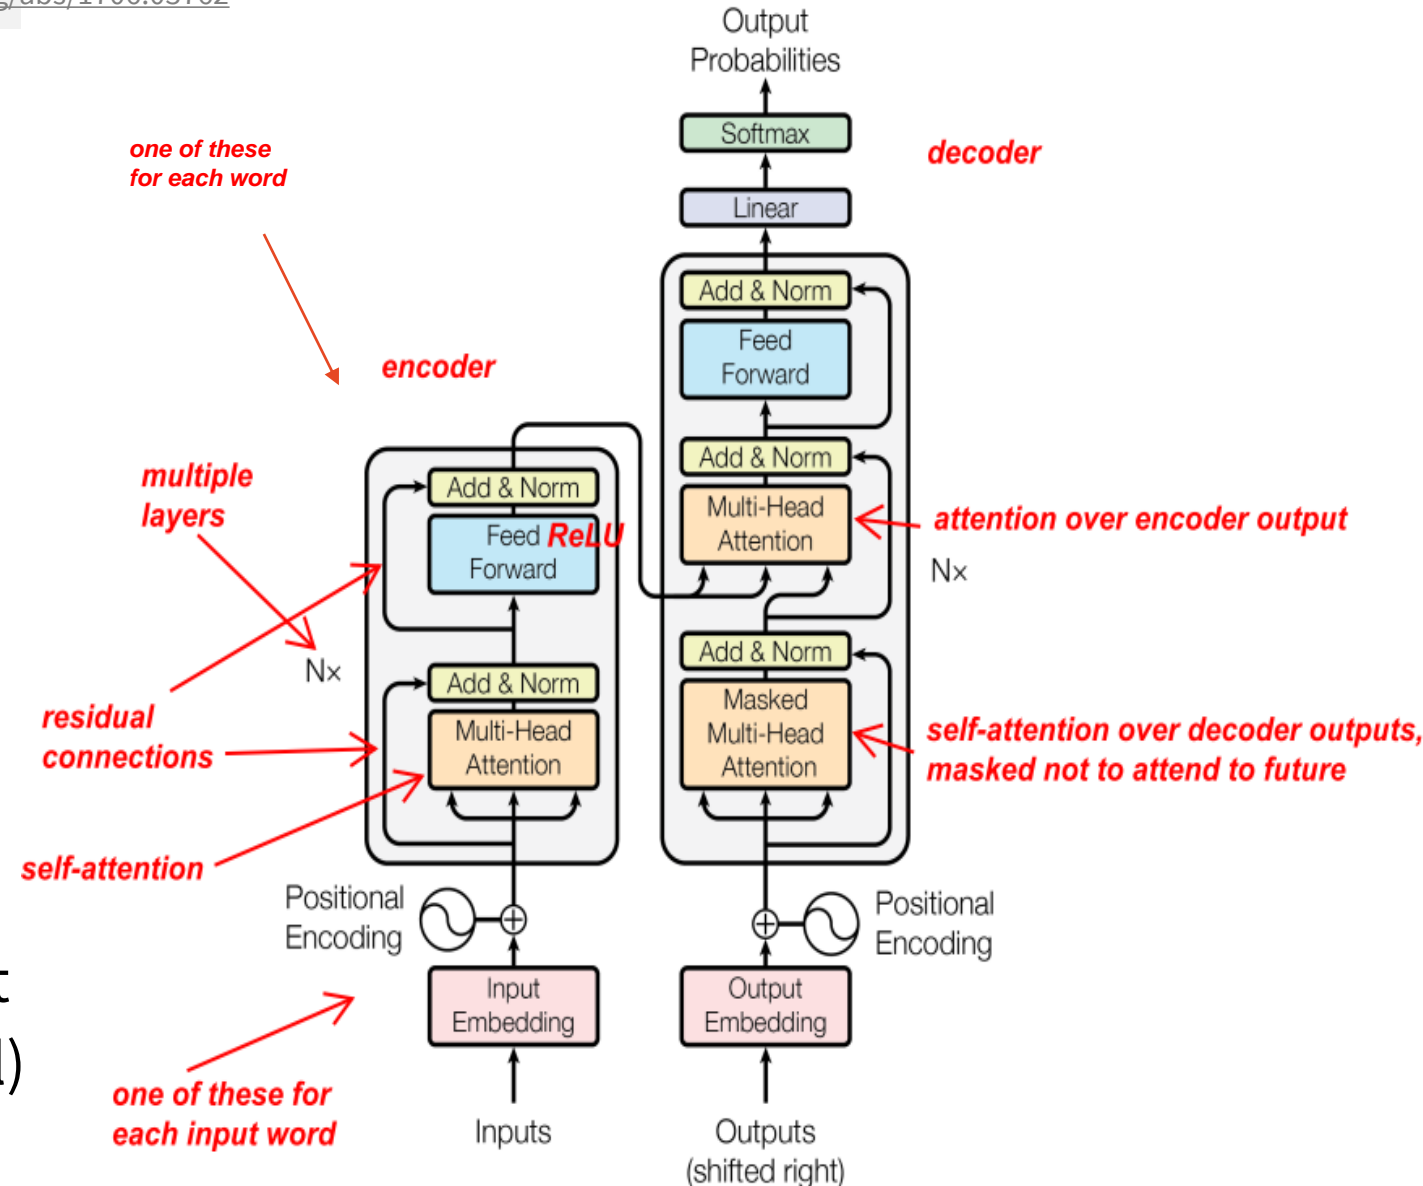 /abs/1706.03762
Output
Probabilities
Softmax
decoder
one of these
for each word
Linear
Add & Norm
Feed
Forward
encoder
Add & Norm
multiple
layers
Add & Norm
Multi-Head
Attention
attention over encoder output
Feed ReLU
Forward
Nx
Add & Norm
Nx
Add & Norm
Masked
Multi-Head
Attention
residual
connections
Multi-Head
Attention
self-attention over decoder outputs,
masked not to attend to future
self-attention
Positional
Encoding
Positional
Encoding
t
l)
Input
Embedding
Output
Embedding
one of these for
each input word
Inputs
Outputs
(shifted right)